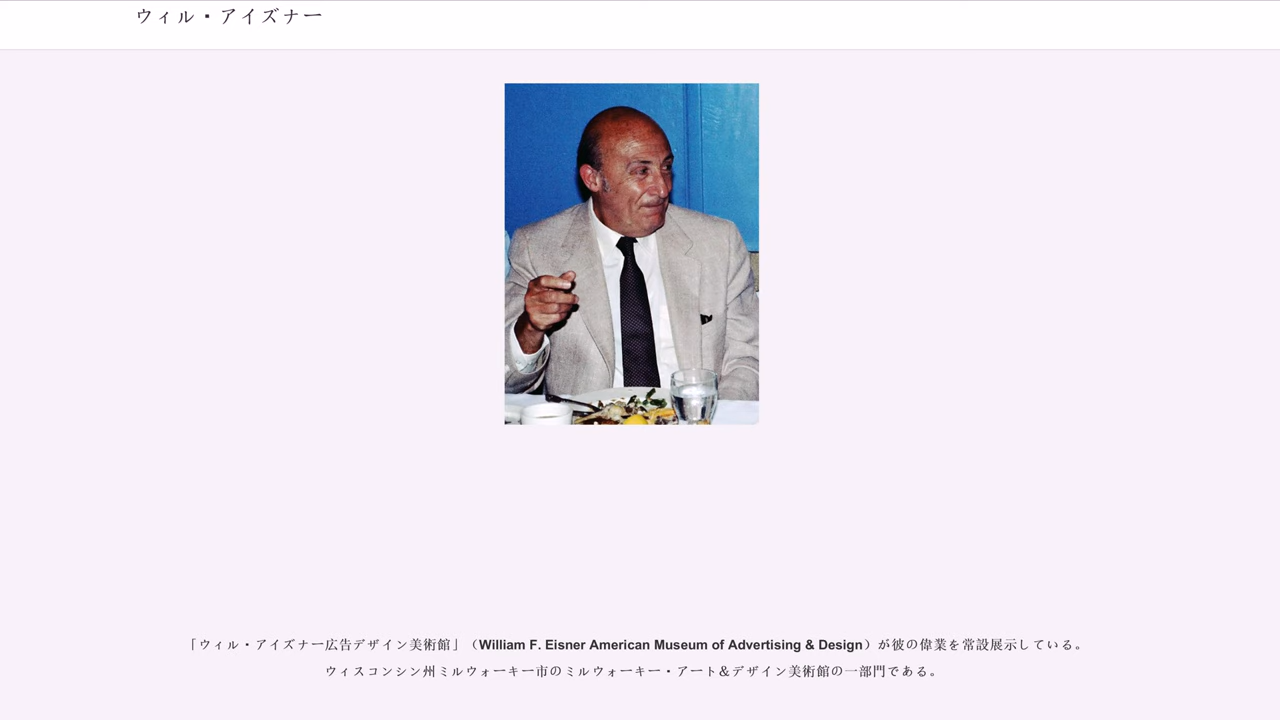 ウィル・アイズナー
「ウィル・アイズナー広告デザイン美術館」（William F. Eisner American Museum of Advertising & Design）が彼の偉業を常設展示している。
ウィスコンシン州ミルウォーキー市のミルウォーキー・アート&デザイン美術館の一部門である。